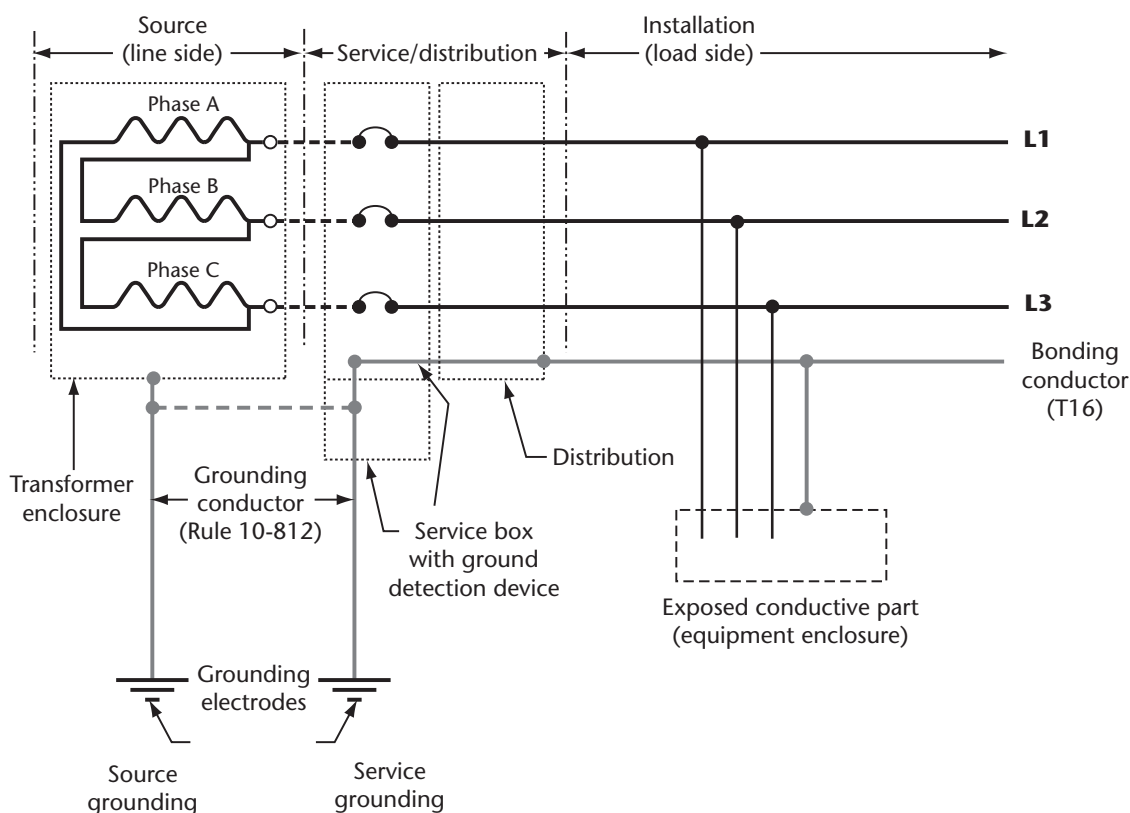 Source
(line side)
Service/distribution
Installation
(load side)
Phase A
L1
Phase B
L2
Phase C
L3
Bonding
conductor
(T16)
Transformer
enclosure
Grounding
conductor
(Rule 10-812)
Distribution
Service box
with ground
detection device
Exposed conductive part
(equipment enclosure)
Grounding
electrodes
Source
grounding
Service
grounding